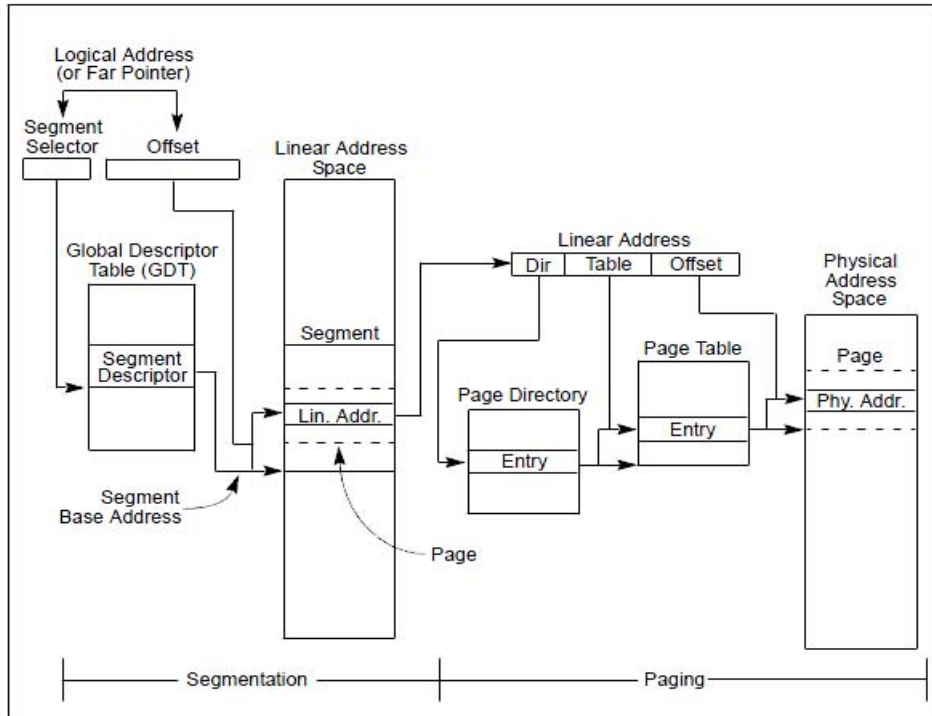 Logical Address
(or Far Pointer)
Segment
Selector
Offset
Linear Address
Space
Global Descriptor
Table (GDT)
Segment
Descriptor
Segment
Lin. Addr.
Segment
Base Address
Page
Linear Address
Dir Table Offset
Physical
Address
Space
Page Table
Page
Page Directory
Phy. Addr.
Entry
Entry
Segmentation
Paging